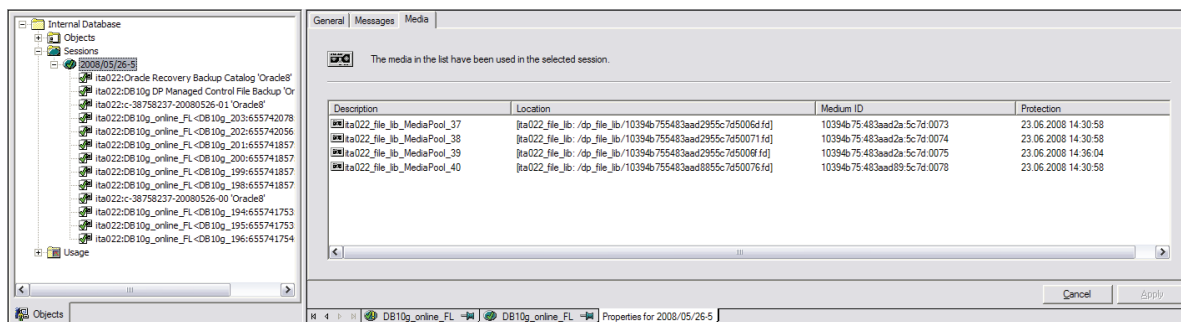 Internal Database
Objects
Sessions
2008/05/26-5
ita022:Oracle Recovery Backup Catalog 'Oracle8'
ita022:DB10g DP Managed Control File Backup 'Or
ita022:c-38758237-20080526-01 'Oracle8'
ita022:DB10g_online_FL<DB10g_203:655742078
ita022:DB10g_online_FL<DB10g_202:655742056
ita022:DB10g_online_FL<DB10g_201:655741857
ita022:DB10g_online_FL<DB10g_200:655741857
ita022:DB10g_online_FL<DB10g_199:655741857
ita022:DB10g_online_FL<DB10g_198:655741857
ita022:c-38758237-20080526-00 'Oracle8'
ita022:DB10g_online_FL<DB10g_194:655741753
ita022:DB10g_online_FL<DB10g_195:655741753
ita022:DB10g_online_FL<DB10g_196:655741754
Usage
Objects
General Messages Media
The media in the list have been used in the selected session.
Description Location Medium ID Protection
ita022_file_lib_MediaPool_37 [ita022_file_lib: /dp_file_lib/10394b755483aad2955c7d5006d.fd] 10394b75:483aad2a:5c7d:0073 23.06.2008 14:30:58
ita022_file_lib_MediaPool_38 [ita022_file_lib: /dp_file_lib/10394b755483aad2955c7d50071.fd] 10394b75:483aad2a:5c7d:0074 23.06.2008 14:30:58
ita022_file_lib_MediaPool_39 [ita022_file_lib: /dp_file_lib/10394b755483aad2955c7d5006f.fd] 10394b75:483aad2a:5c7d:0075 23.06.2008 14:36:04
ita022_file_lib_MediaPool_40 [ita022_file_lib: /dp_file_lib/10394b755483aad8855c7d50076.fd] 10394b75:483aad89:5c7d:0078 23.06.2008 14:30:58
Cancel Apply
DB10g_online_FL DB10g_online_FL Properties for 2008/05/26-5